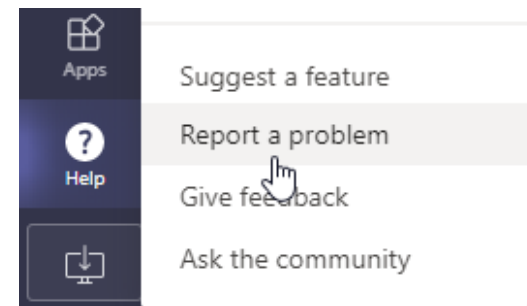 Apps
Suggest a feature
?
Report a problem
Help
Give feedback
Ask the community